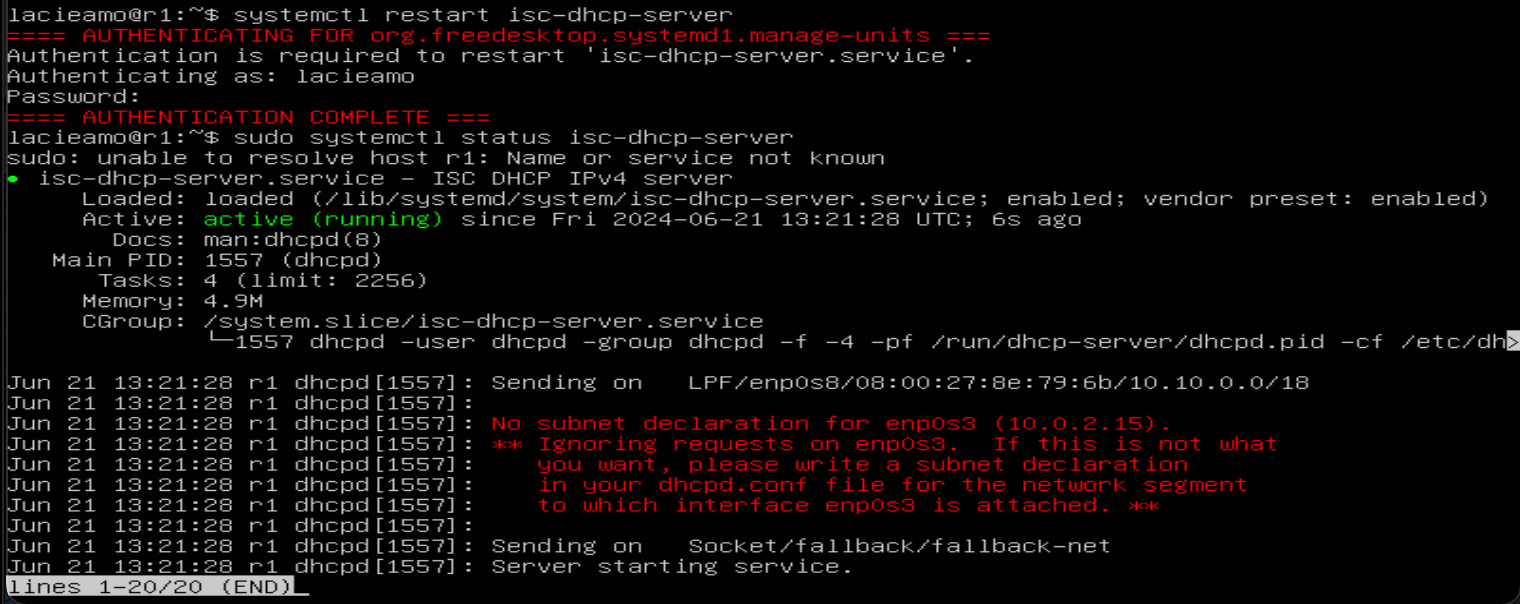 lacieamo@r1:~$ systemctl restart isc-dhcp-server
==== AUTHENTICATING FOR org.freedesktop.systemd1.manage-units ===
Authentication is required to restart 'isc-dhcp-server.service'.
Authenticating as: lacieamo
Password:
==== AUTHENTICATION COMPLETE ===
lacieamo@r1:~$ sudo systemctl status isc-dhcp-server
sudo: unable to resolve host r1: Name or service not known
● isc-dhcp-server.service - ISC DHCP IPv4 server
     Loaded: loaded (/lib/systemd/system/isc-dhcp-server.service; enabled; vendor preset: enabled)
     Active: active (running) since Fri 2024-06-21 13:21:28 UTC; 6s ago
       Docs: man:dhcpd(8)
   Main PID: 1557 (dhcpd)
      Tasks: 4 (limit: 2256)
     Memory: 4.9M
     CGroup: /system.slice/isc-dhcp-server.service
             └─1557 dhcpd -user dhcpd -group dhcpd -f -4 -pf /run/dhcp-server/dhcpd.pid -cf /etc/dh>
Jun 21 13:21:28 r1 dhcpd[1557]: Sending on   LPF/enp0s8/08:00:27:8e:79:6b/10.10.0.0/18
Jun 21 13:21:28 r1 dhcpd[1557]:
Jun 21 13:21:28 r1 dhcpd[1557]: No subnet declaration for enp0s3 (10.0.2.15).
Jun 21 13:21:28 r1 dhcpd[1557]: ** Ignoring requests on enp0s3.  If this is not what
Jun 21 13:21:28 r1 dhcpd[1557]:    you want, please write a subnet declaration
Jun 21 13:21:28 r1 dhcpd[1557]:    in your dhcpd.conf file for the network segment
Jun 21 13:21:28 r1 dhcpd[1557]:    to which interface enp0s3 is attached. **
Jun 21 13:21:28 r1 dhcpd[1557]:
Jun 21 13:21:28 r1 dhcpd[1557]: Sending on   Socket/fallback/fallback-net
Jun 21 13:21:28 r1 dhcpd[1557]: Server starting service.
lines 1-20/20 (END)